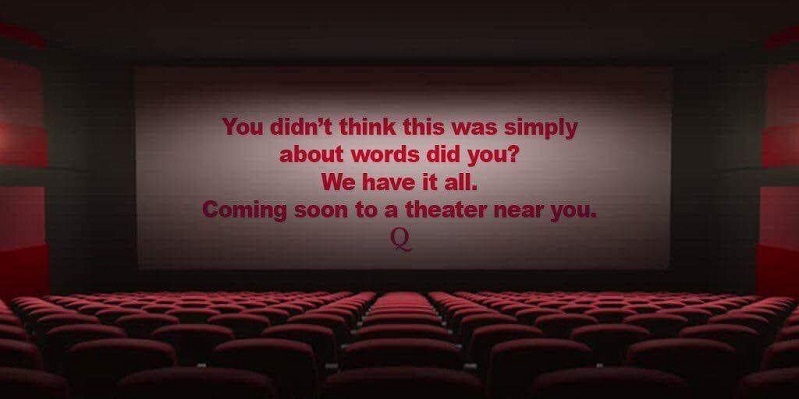 You didn't think this was simply
about words did you?
We have it all.
Coming soon to a theater near you.
Q